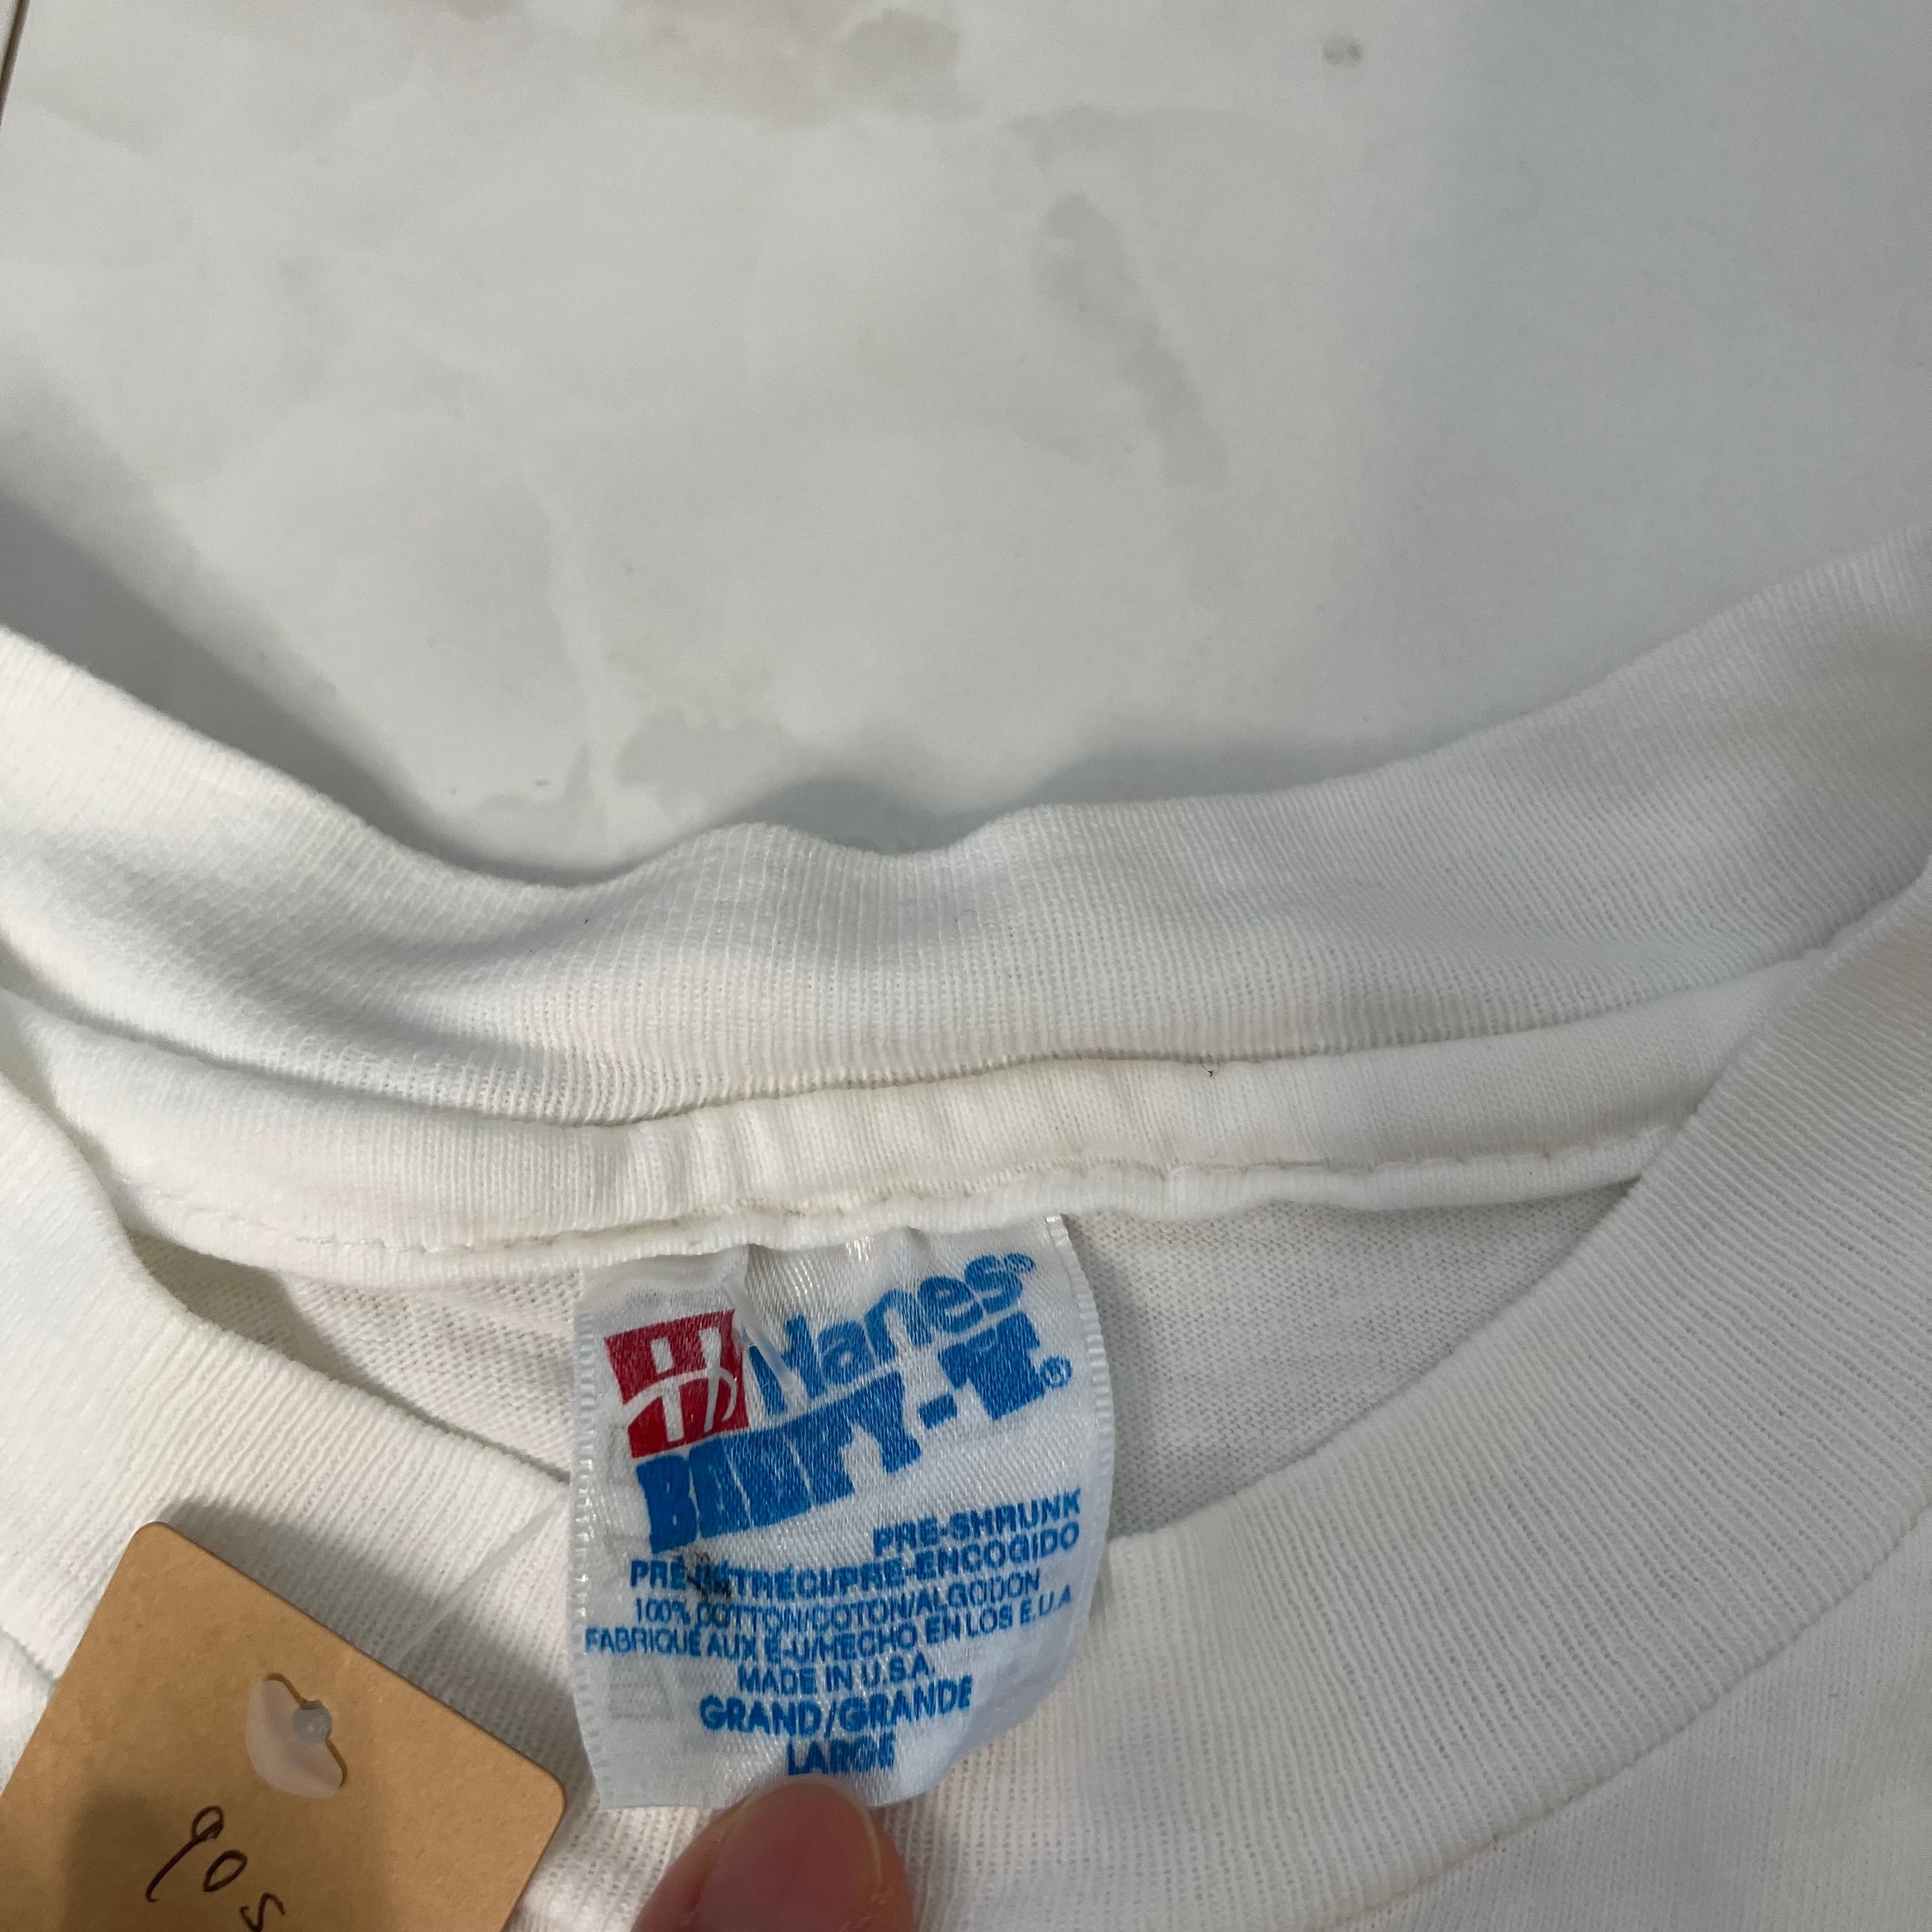 Hanes®
BEEFY-T®
PRE-SHRUNK
PRÉ-RÉTRÉCI/PRE-ENCOGIDO
100% COTTON/COTON/ALGODON
FABRIQUE AUX É-U/HECHO EN LOS E.U.A
MADE IN U.S.A.
GRAND/GRANDE
LARGE
90s